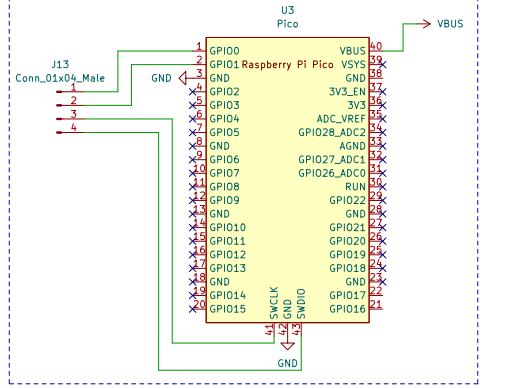 U3
Pico
VBUS
J13
Conn_01x04_Male
1
2
3
4
GND
Raspberry Pi Pico
1 GPIO0 VBUS 40
2 GPIO1 VSYS 39
3 GND GND 38
4 GPIO2 3V3_EN 37
5 GPIO3 3V3 36
6 GPIO4 ADC_VREF 35
7 GPIO5 GPIO28_ADC2 34
8 GND AGND 33
9 GPIO6 GPIO27_ADC1 32
10 GPIO7 GPIO26_ADC0 31
11 GPIO8 RUN 30
12 GPIO9 GPIO22 29
13 GND GND 28
14 GPIO10 GPIO21 27
15 GPIO11 GPIO20 26
16 GPIO12 GPIO19 25
17 GPIO13 GPIO18 24
18 GND GND 23
19 GPIO14 GPIO17 22
20 GPIO15 GPIO16 21
SWCLK
GND
SWDIO
41
42
43
GND